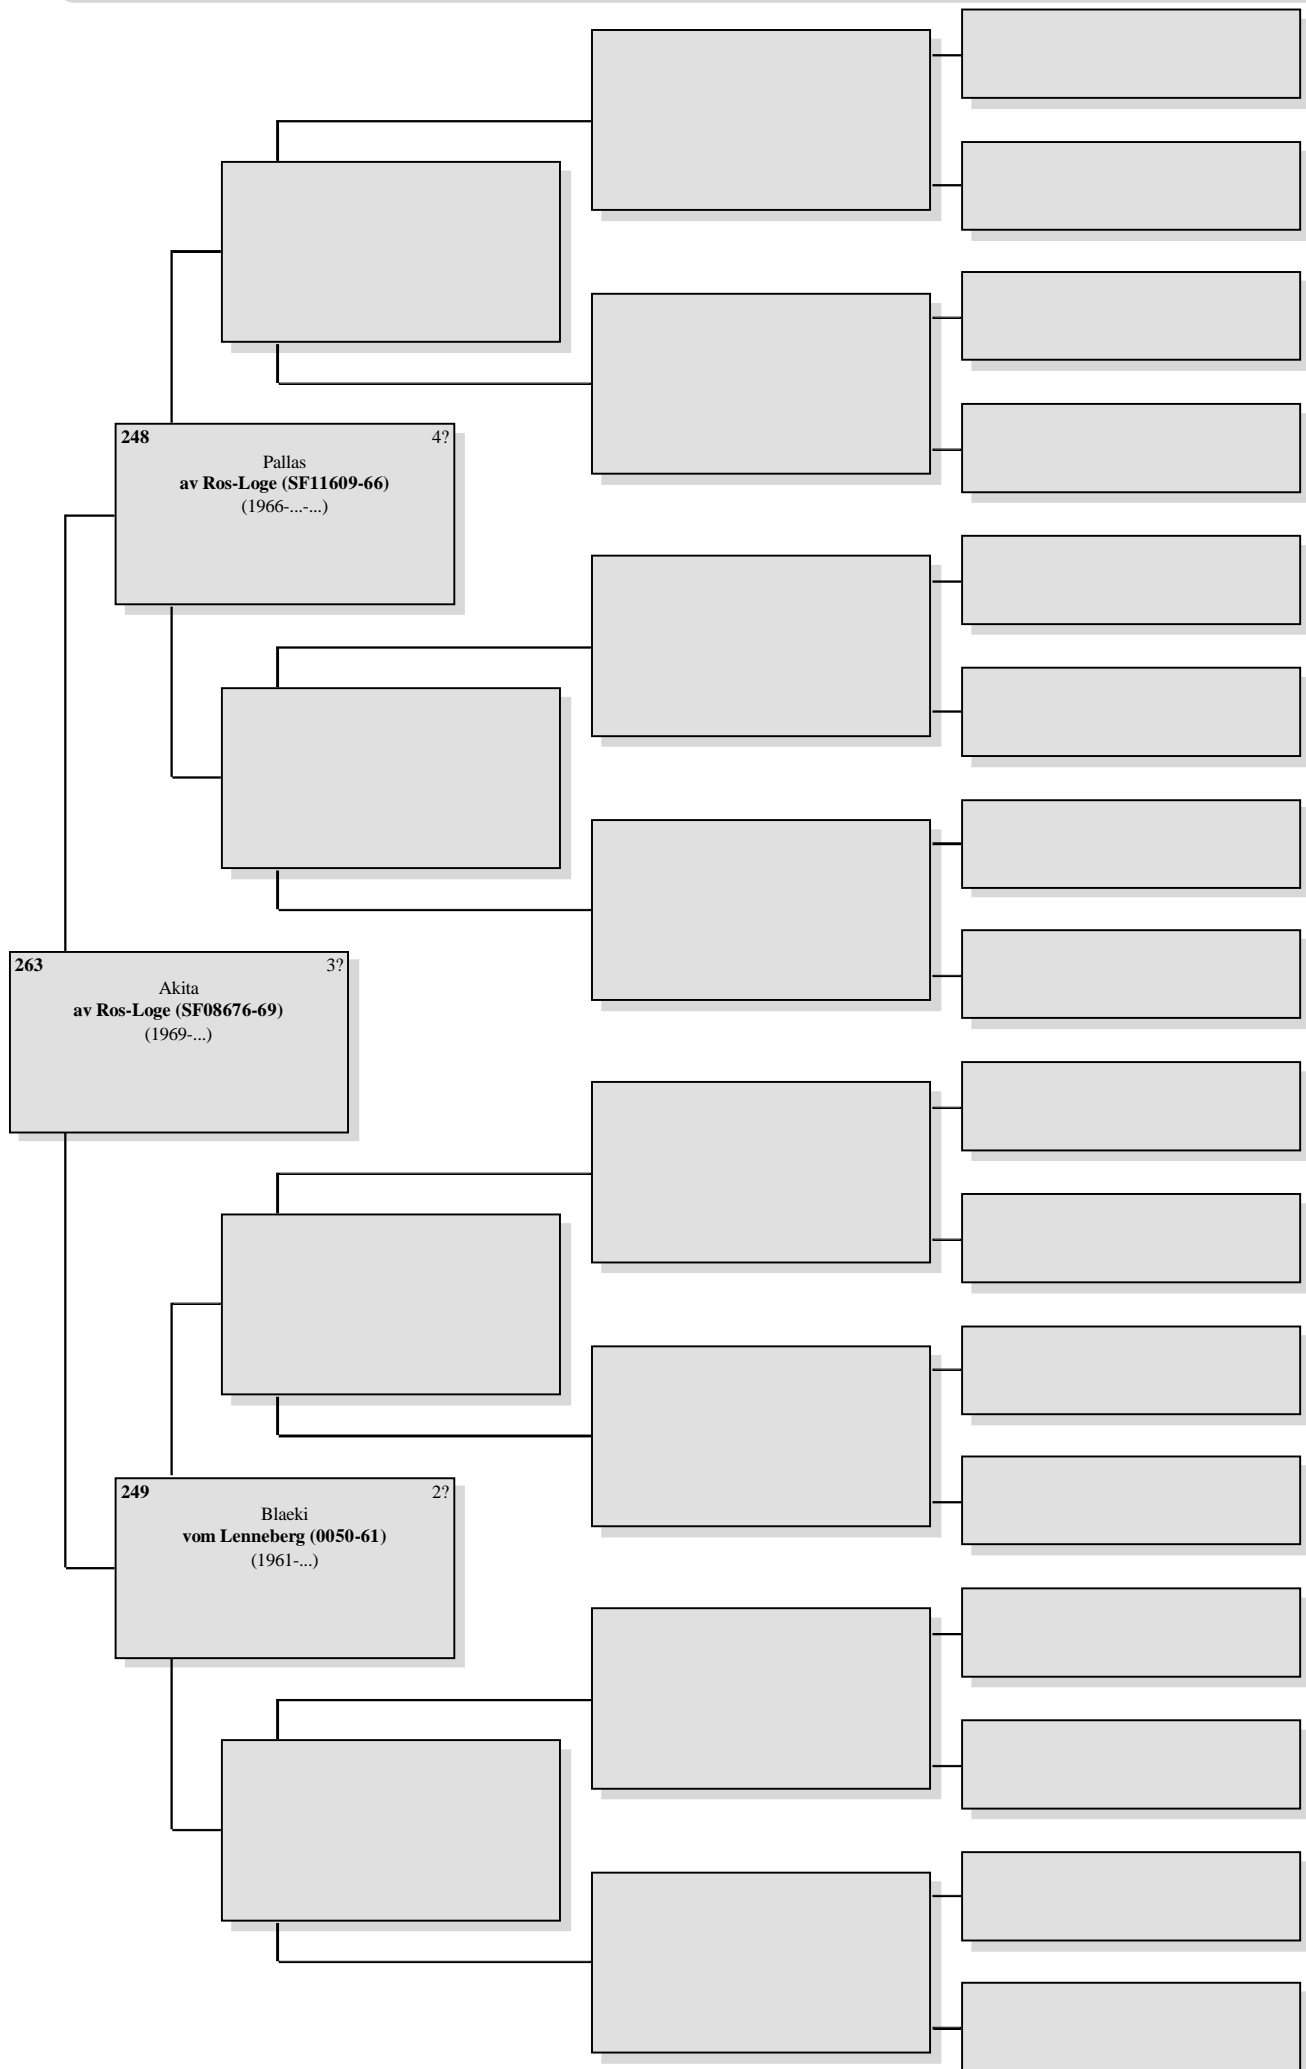 248 4?
Pallas
av Ros-Loge (SF11609-66)
(1966-...-...)
263 3?
Akita
av Ros-Loge (SF08676-69)
(1969-...)
249 2?
Blaeki
vom Lenneberg (0050-61)
(1961-...)